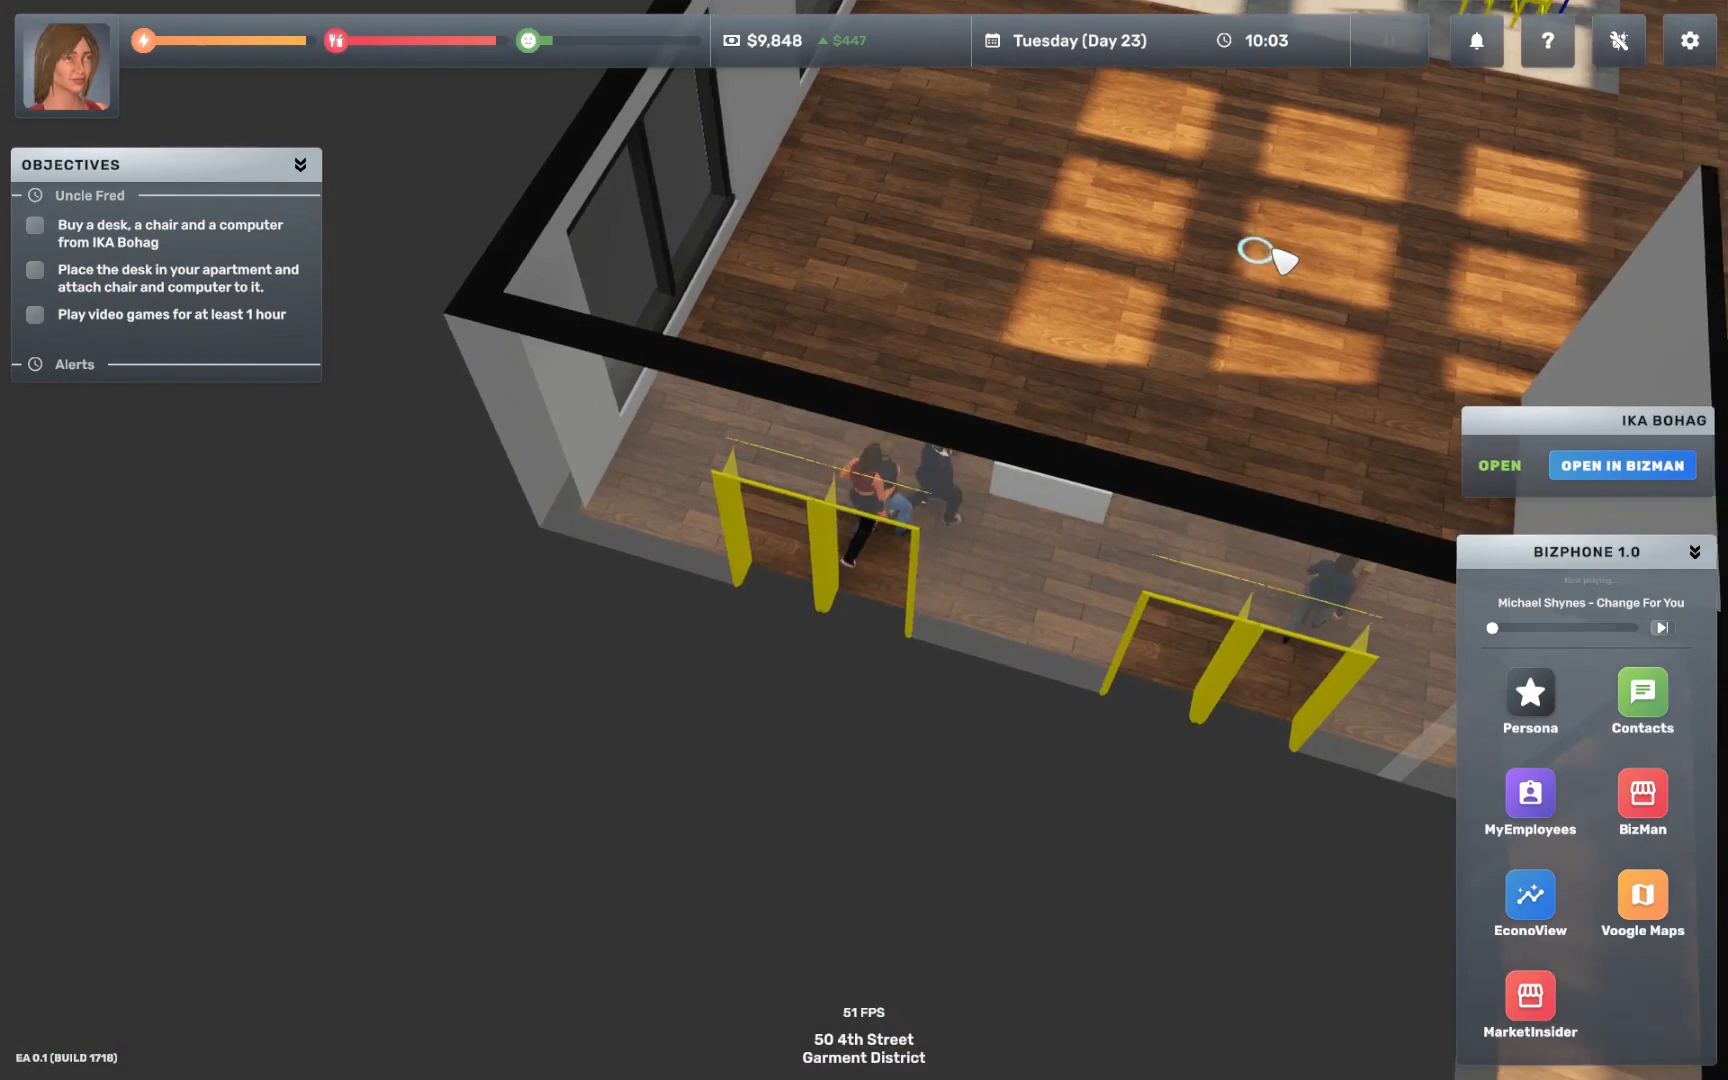 $9,848
$447
Tuesday (Day 23)
10:03
?
OBJECTIVES
Uncle Fred
Buy a desk, a chair and a computer
from IKA Bohag
Place the desk in your apartment and
attach chair and computer to it.
Play video games for at least 1 hour
Alerts
IKA BOHAG
OPEN
OPEN IN BIZMAN
BIZPHONE 1.0
Now playing...
Michael Shynes - Change For You
Persona
Contacts
MyEmployees
BizMan
EconoView
Voogle Maps
MarketInsider
51 FPS
50 4th Street
Garment District
EA 0.1 (BUILD 1718)